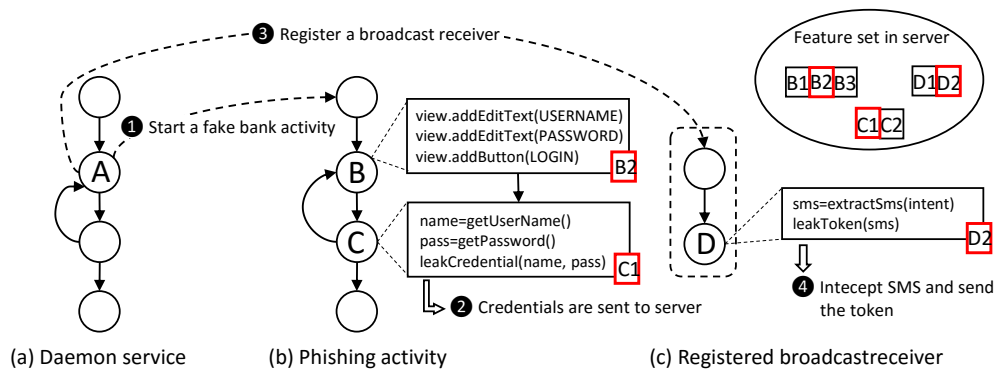 ❸ Register a broadcast receiver
Feature set in server
B1 B2 B3
D1 D2
C1 C2
❶ Start a fake bank activity
A
B
C
view.addEditText(USERNAME)
view.addEditText(PASSWORD)
view.addButton(LOGIN)
B2
name=getUserName()
pass=getPassword()
leakCredential(name, pass)
C1
❷ Credentials are sent to server
D
sms=extractSms(intent)
leakToken(sms)
D2
❹ Intecept SMS and send
the token
(a) Daemon service
(b) Phishing activity
(c) Registered broadcastreceiver